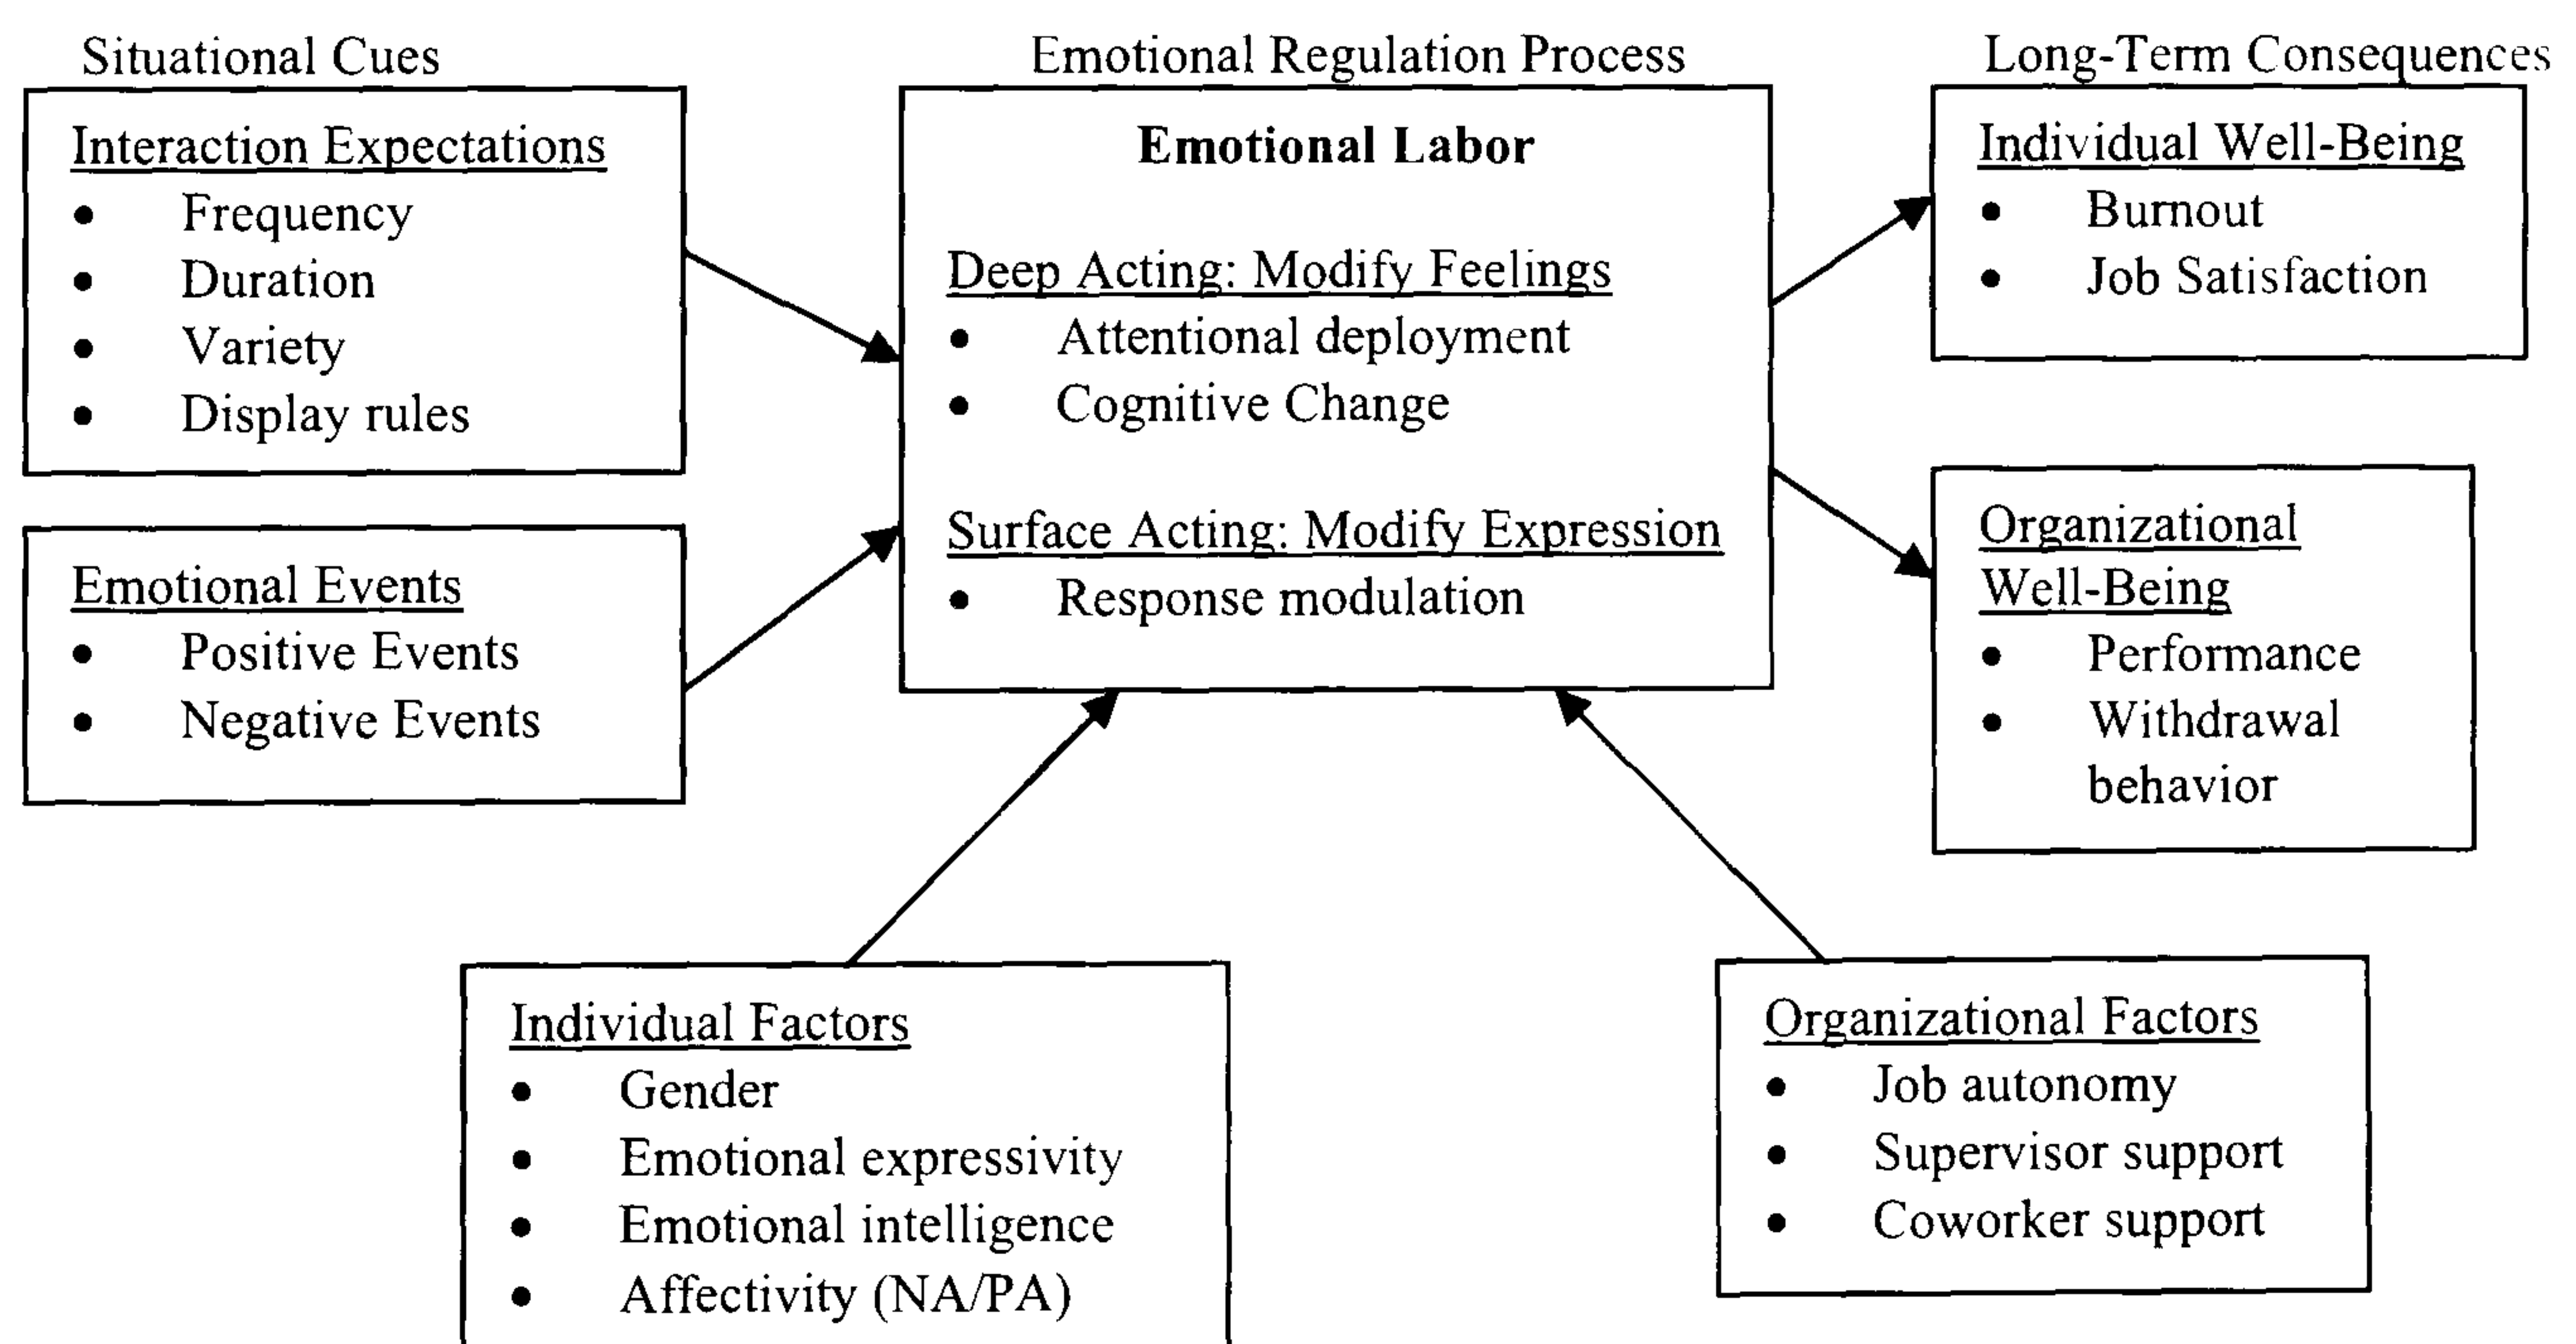 Situational Cues
Interaction Expectations
• Frequency
• Duration
• Variety
• Display rules
Emotional Events
• Positive Events
• Negative Events
Emotional Regulation Process
Emotional Labor
Deep Acting: Modify Feelings
• Attentional deployment
• Cognitive Change
Surface Acting: Modify Expression
• Response modulation
Long-Term Consequences
Individual Well-Being
• Burnout
• Job Satisfaction
Organizational
Well-Being
• Performance
• Withdrawal
behavior
Individual Factors
• Gender
• Emotional expressivity
• Emotional intelligence
• Affectivity (NA/PA)
Organizational Factors
• Job autonomy
• Supervisor support
• Coworker support